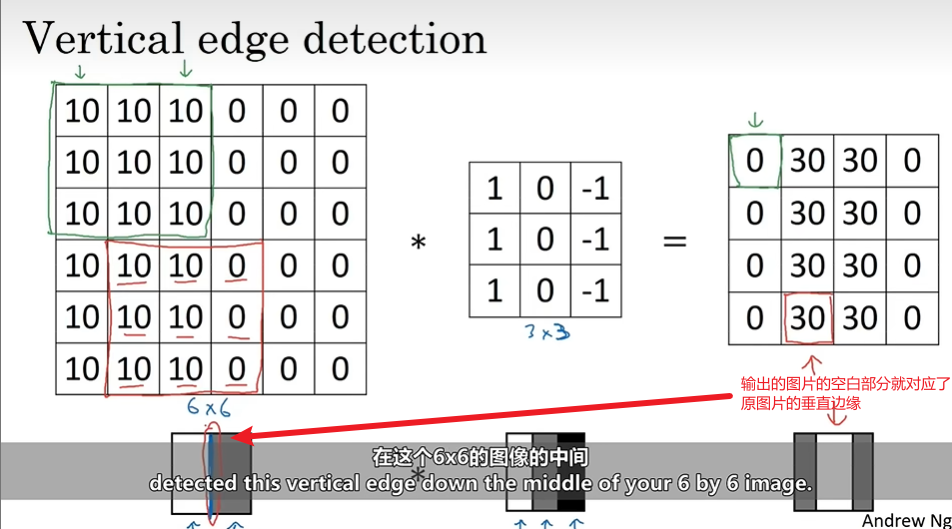 Vertical edge detection
10 10 10 0 0 0
10 10 10 0 0 0
10 10 10 0 0 0
10 10 10 0 0 0
10 10 10 0 0 0
10 10 10 0 0 0
6x6
*
1 0 -1
1 0 -1
1 0 -1
3x3
=
0 30 30 0
0 30 30 0
0 30 30 0
0 30 30 0
输出的图片的空白部分就对应了
原图片的垂直边缘
*
在这个6x6的图像的中间
detected this vertical edge down the middle of your 6 by 6 image.
Andrew Ng